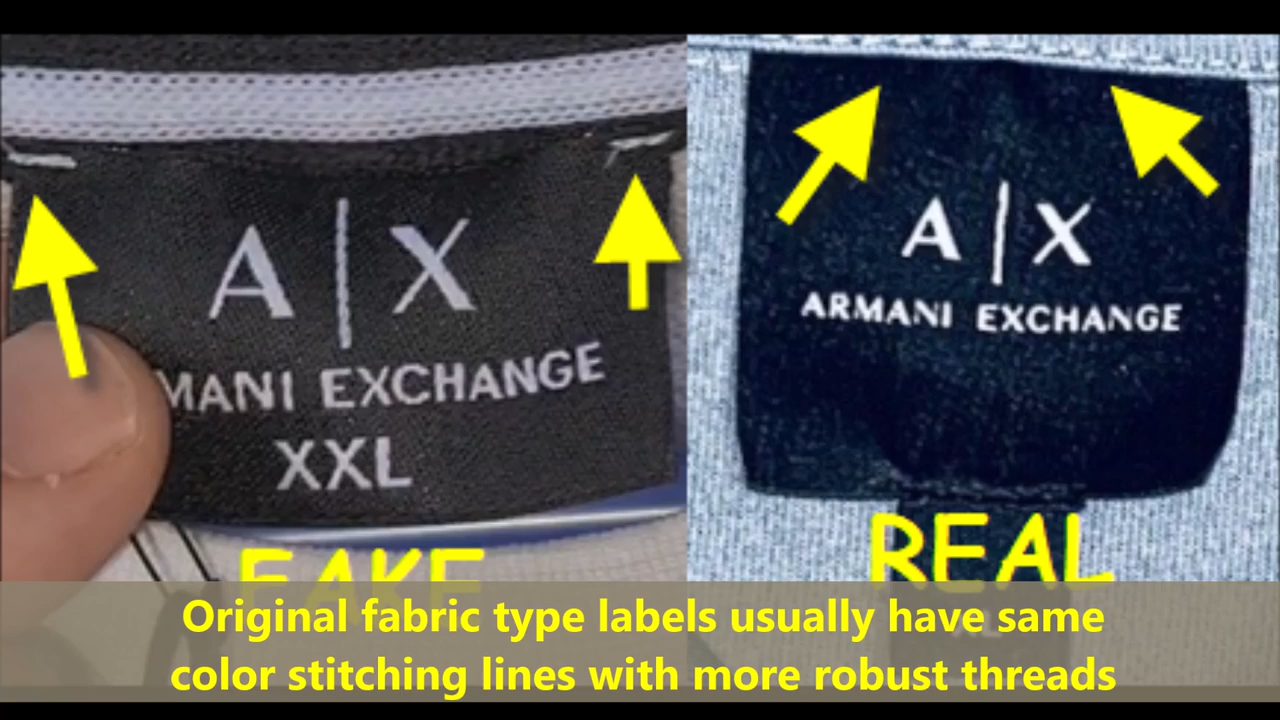 A|X
MANI EXCHANGE
XXL
FAKE
A|X
ARMANI EXCHANGE
REAL
Original fabric type labels usually have same
color stitching lines with more robust threads